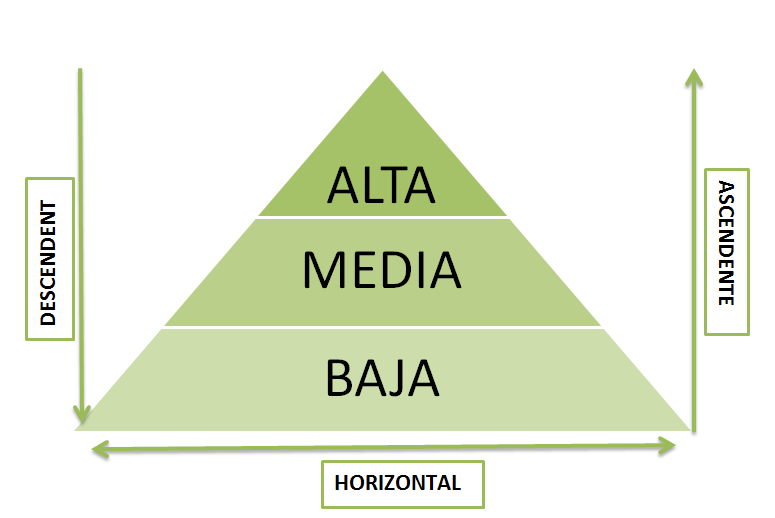 ALTA
MEDIA
BAJA
DESCENDENT
ASCENDENTE
HORIZONTAL